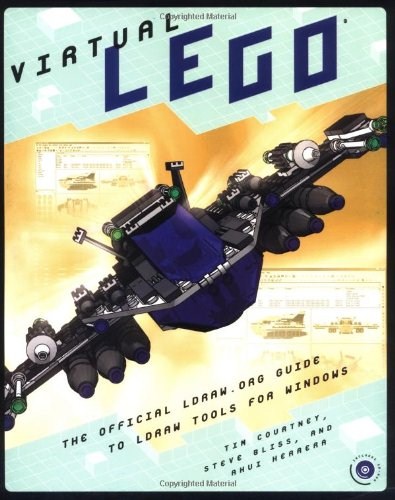 Copyrighted Material
VIRTUAL
LEGO®
THE OFFICIAL LDRAW.ORG GUIDE
TO LDRAW TOOLS FOR WINDOWS
TIM COURTNEY,
STEVE BLISS, AND
AHUI HERRERA
Copyrighted Material